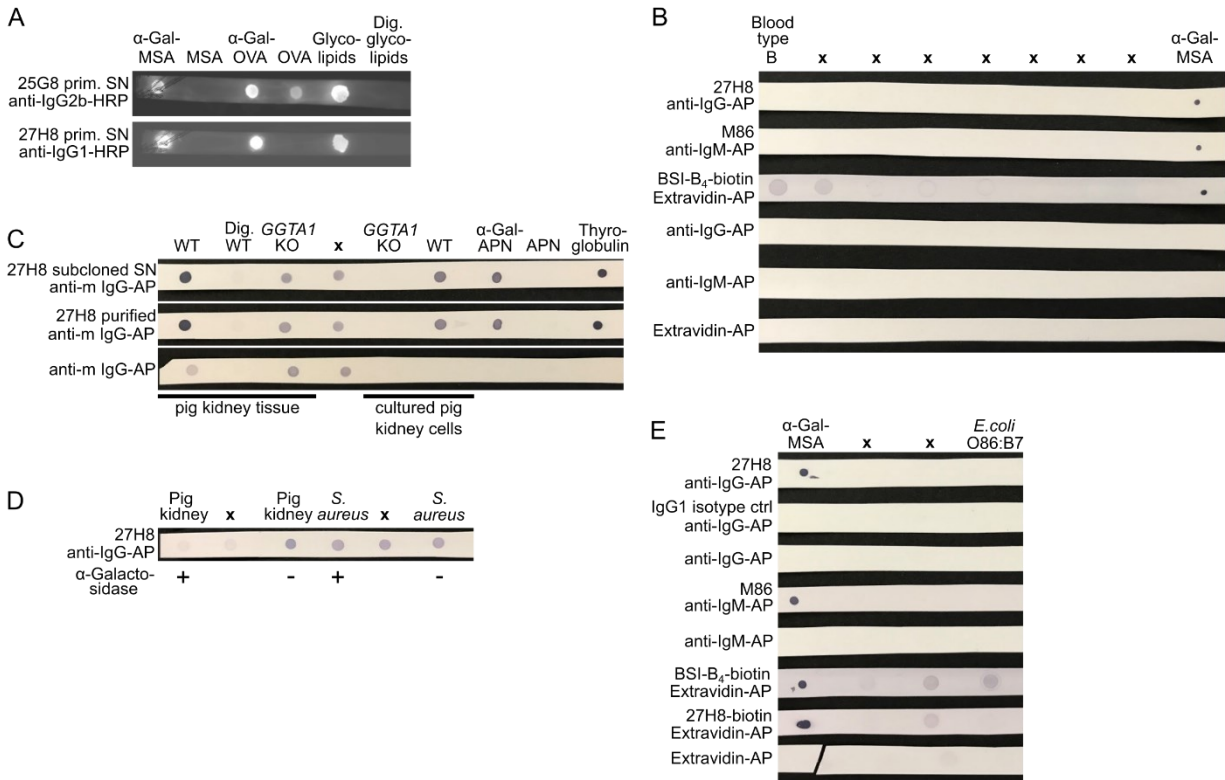 A
α-Gal-
MSA
MSA
α-Gal-
OVA
OVA
Glyco-
lipids
Dig.
glyco-
lipids
25G8 prim. SN
anti-IgG2b-HRP
27H8 prim. SN
anti-IgG1-HRP
B
Blood
type
B
x
x
x
x
x
x
x
α-Gal-
MSA
27H8
anti-IgG-AP
M86
anti-IgM-AP
BSI-B₄-biotin
Extravidin-AP
anti-IgG-AP
anti-IgM-AP
Extravidin-AP
C
WT
Dig.
WT
GGTA1
KO
x
GGTA1
KO
WT
α-Gal-
APN
APN
Thyro-
globulin
27H8 subcloned SN
anti-m IgG-AP
27H8 purified
anti-m IgG-AP
anti-m IgG-AP
pig kidney tissue
cultured pig
kidney cells
D
Pig
kidney
x
Pig
kidney
S.
aureus
x
S.
aureus
27H8
anti-IgG-AP
α-Galacto-
sidase
+
-
+
-
E
α-Gal-
MSA
x
x
E.coli
O86:B7
27H8
anti-IgG-AP
IgG1 isotype ctrl
anti-IgG-AP
anti-IgG-AP
M86
anti-IgM-AP
anti-IgM-AP
BSI-B₄-biotin
Extravidin-AP
27H8-biotin
Extravidin-AP
Extravidin-AP